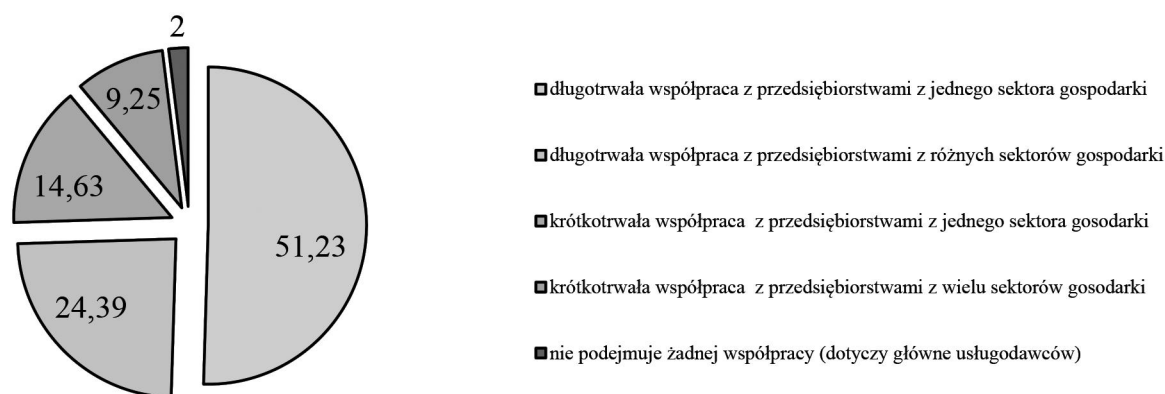 2
9,25
14,63
24,39
51,23
długotrwała współpraca z przedsiębiorstwami z jednego sektora gospodarki
długotrwała współpraca z przedsiębiorstwami z różnych sektorów gospodarki
krótkotrwała współpraca z przedsiębiorstwami z jednego sektora gosodarki
krótkotrwała współpraca z przedsiębiorstwami z wielu sektorów gosodarki
nie podejmuje żadnej współpracy (dotyczy główne usługodawców)